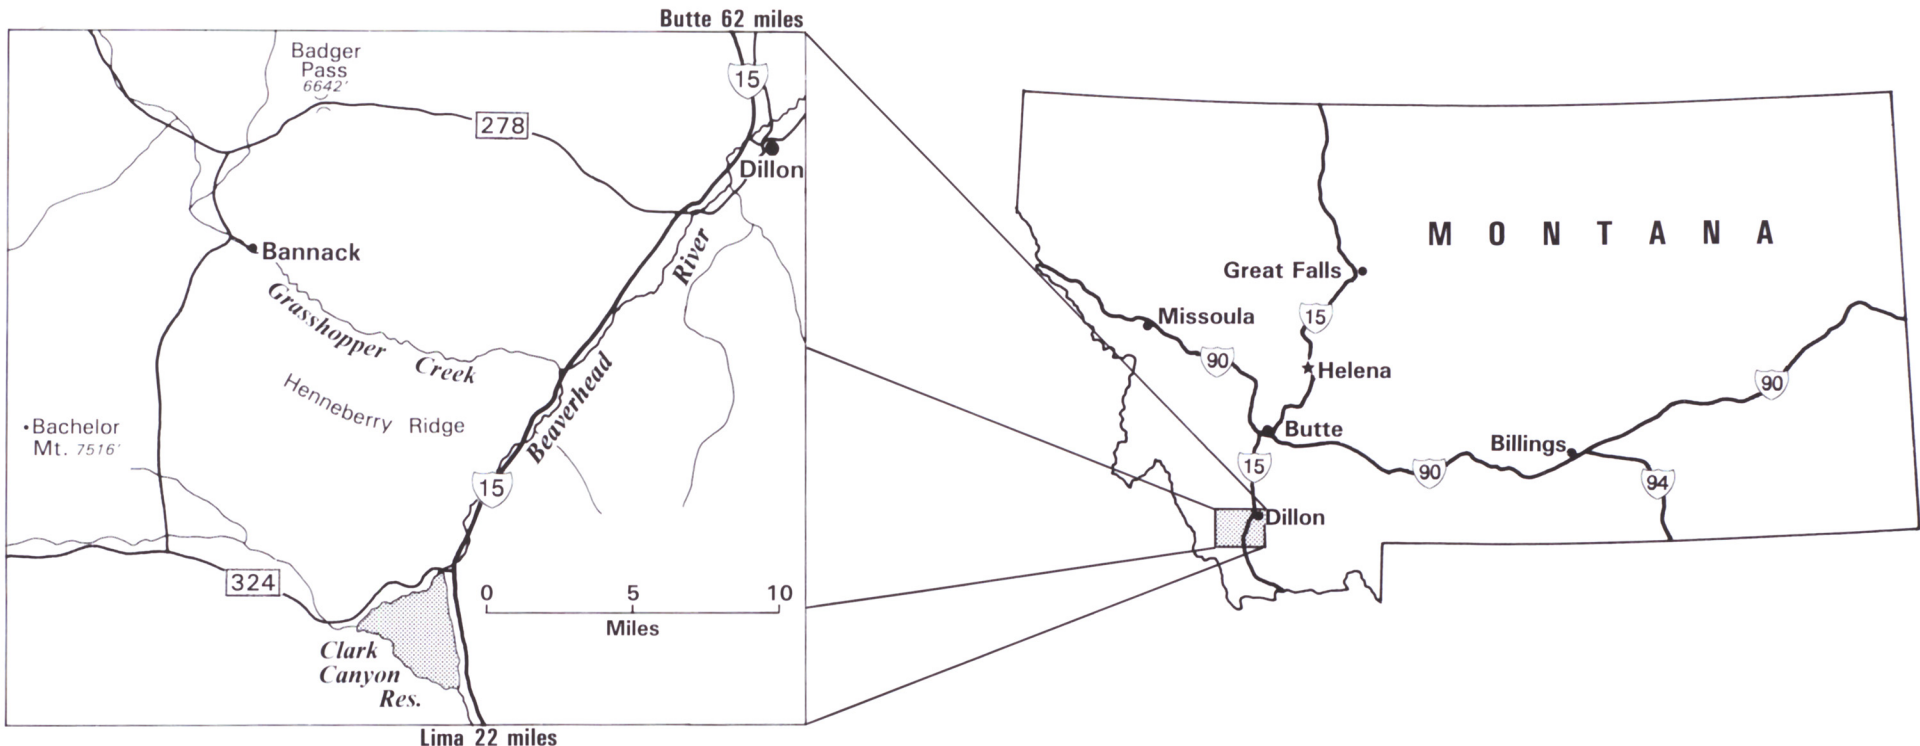 Butte 62 miles
Badger
Pass
6642'
15
278
Dillon
Bannack
River
Grasshopper Creek
Henneberry Ridge
Beaverhead
•Bachelor
Mt. 7516'
15
324
0 5 10
Miles
Clark
Canyon
Res.
Lima 22 miles
MONTANA
Great Falls
15
Missoula
90
Helena
90
Butte
Billings
15
90
94
Dillon